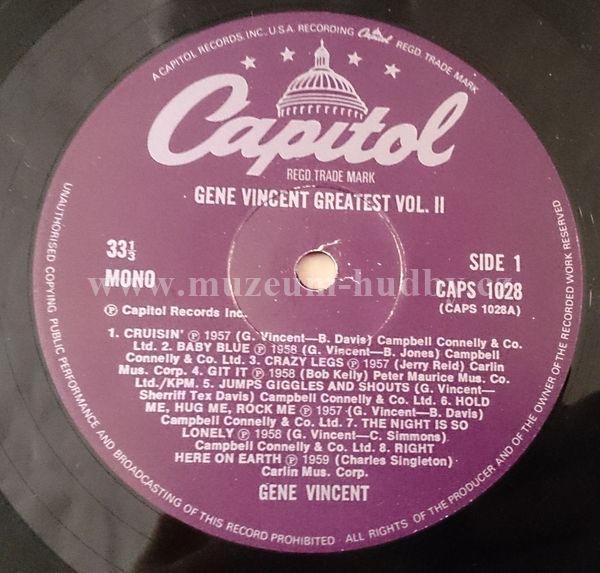 A CAPITOL RECORDS, INC., U.S.A. RECORDING Capitol REGD. TRADE MARK
Capitol
REGD TRADE MARK
GENE VINCENT GREATEST VOL. II
33⅓
MONO
SIDE 1
CAPS 1028
(CAPS 1028A)
www.muzeum-hudby.cz
℗ Capitol Records Inc.
1. CRUISIN' ℗ 1957 (G. Vincent—B. Davis) Campbell Connelly & Co.
Ltd. 2. BABY BLUE ℗ 1958 (G. Vincent—B. Jones) Campbell
Connelly & Co. Ltd. 3. CRAZY LEGS ℗ 1957 (Jerry Reid) Carlin
Mus. Corp. 4. GIT IT ℗ 1958 (Bob Kelly) Peter Maurice Mus. Co.
Ltd./KPM. 5. JUMPS GIGGLES AND SHOUTS (G. Vincent—
Sherriff Tex Davis) Campbell Connelly & Co. Ltd. 6. HOLD
ME, HUG ME, ROCK ME ℗ 1957 (G. Vincent—B. Davis)
Campbell Connelly & Co. Ltd. 7. THE NIGHT IS SO
LONELY ℗ 1958 (G. Vincent—C. Simmons)
Campbell Connelly & Co. Ltd. 8. RIGHT
HERE ON EARTH ℗ 1959 (Charles Singleton)
Carlin Mus. Corp.
GENE VINCENT
UNAUTHORISED COPYING PUBLIC PERFORMANCE AND BROADCASTING OF THIS RECORD PROHIBITED · ALL RIGHTS OF THE PRODUCER AND OF THE OWNER OF THE RECORDED WORK RESERVED